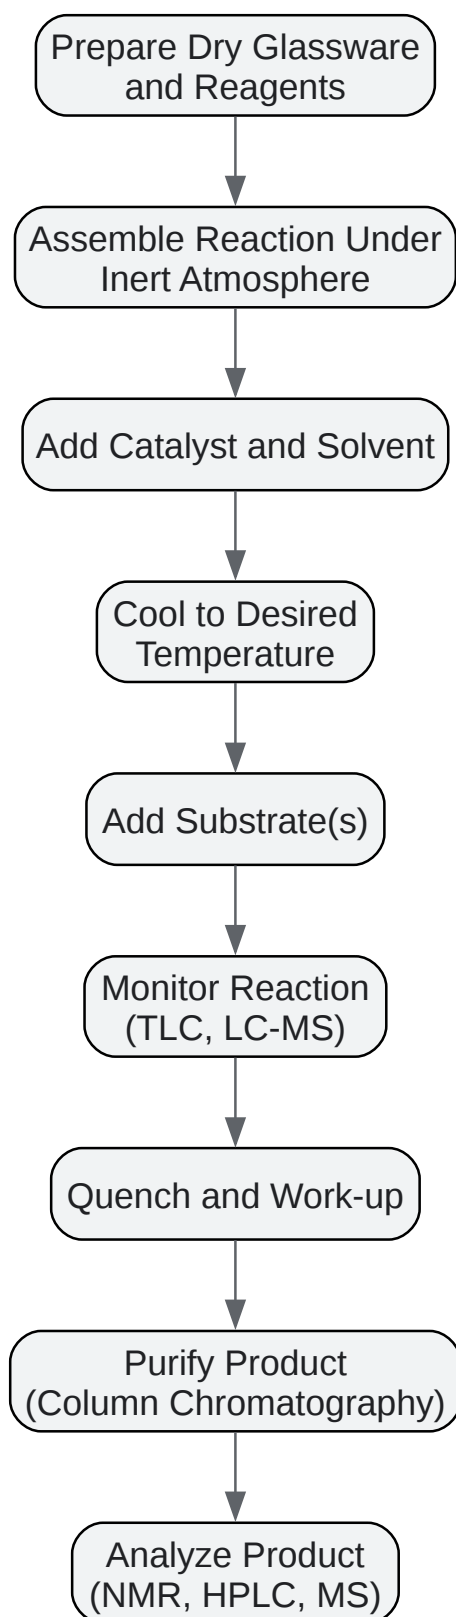 Prepare Dry Glassware
and Reagents
Assemble Reaction Under
Inert Atmosphere
Add Catalyst and Solvent
Cool to Desired
Temperature
Add Substrate(s)
Monitor Reaction
(TLC, LC-MS)
Quench and Work-up
Purify Product
(Column Chromatography)
Analyze Product
(NMR, HPLC, MS)